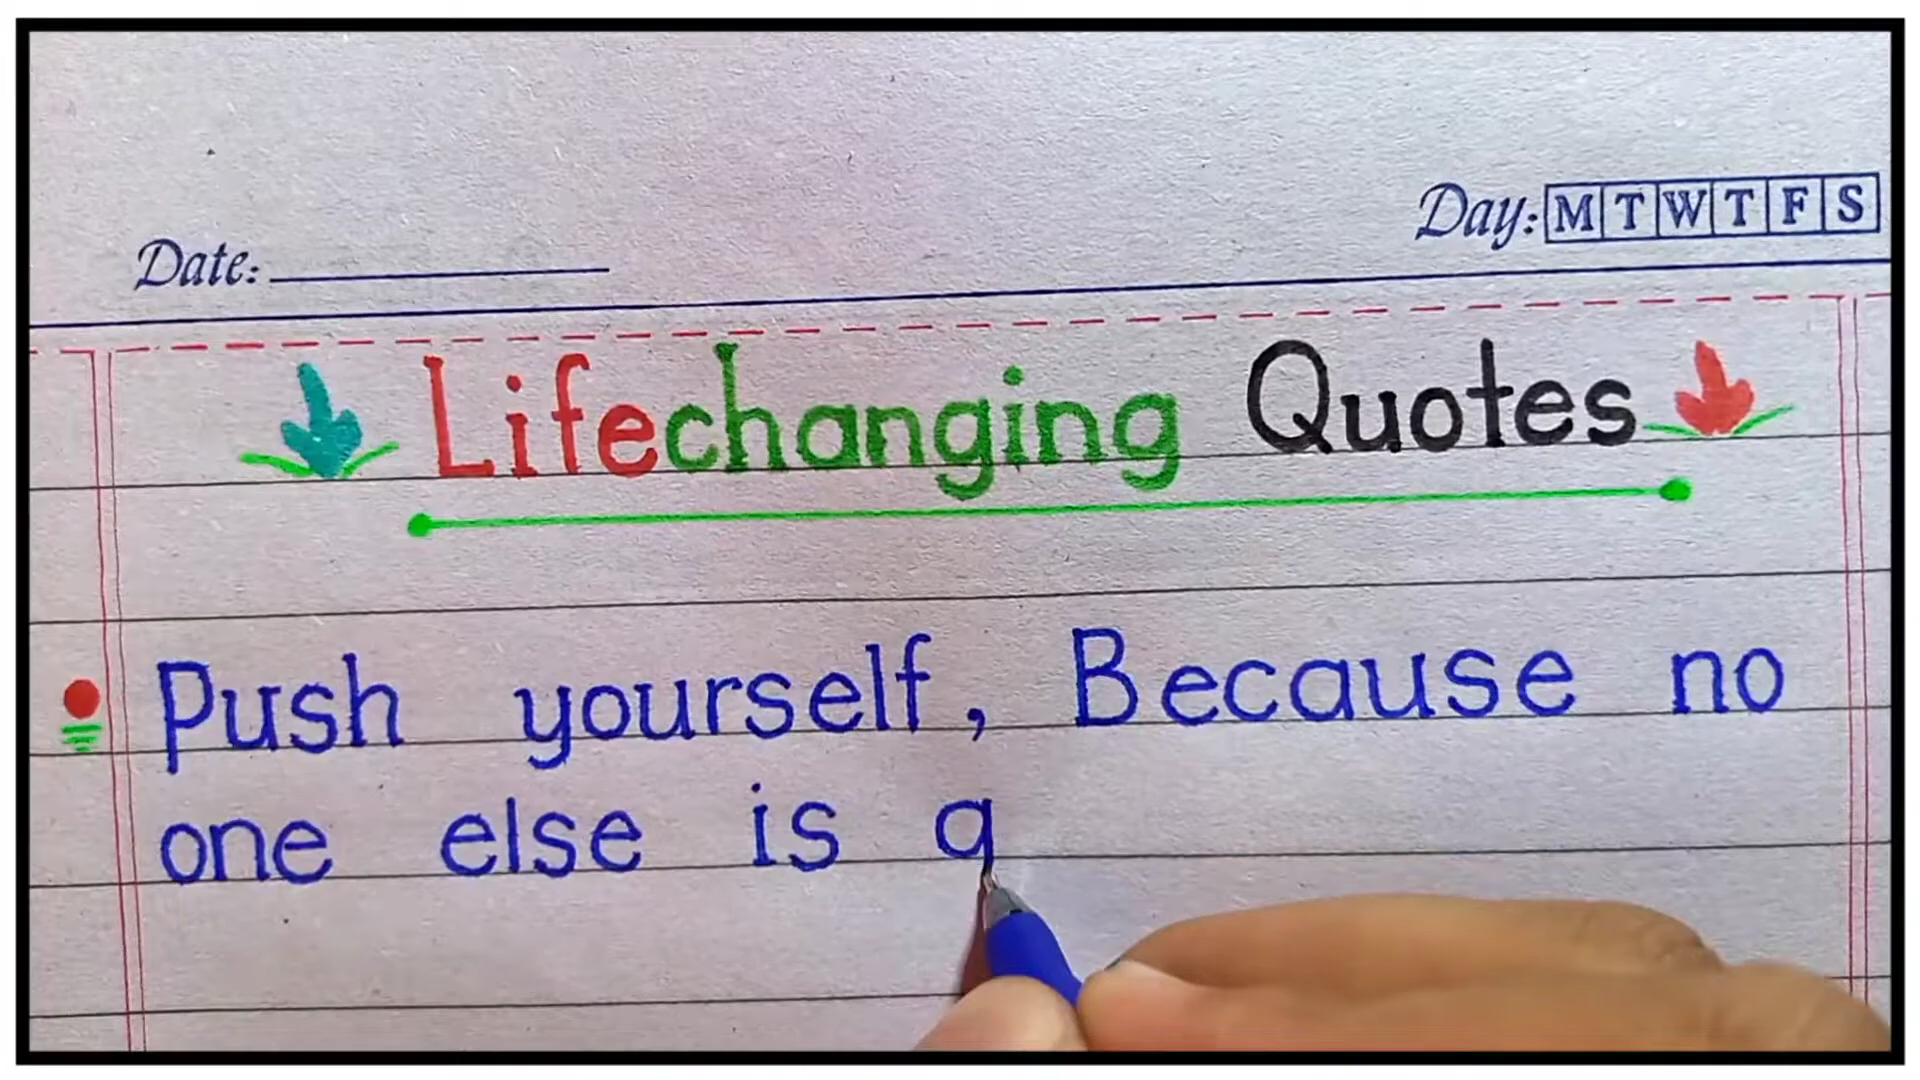 Day: M T W T F S
Date:
Lifechanging Quotes
Push yourself, Because no
one else is g